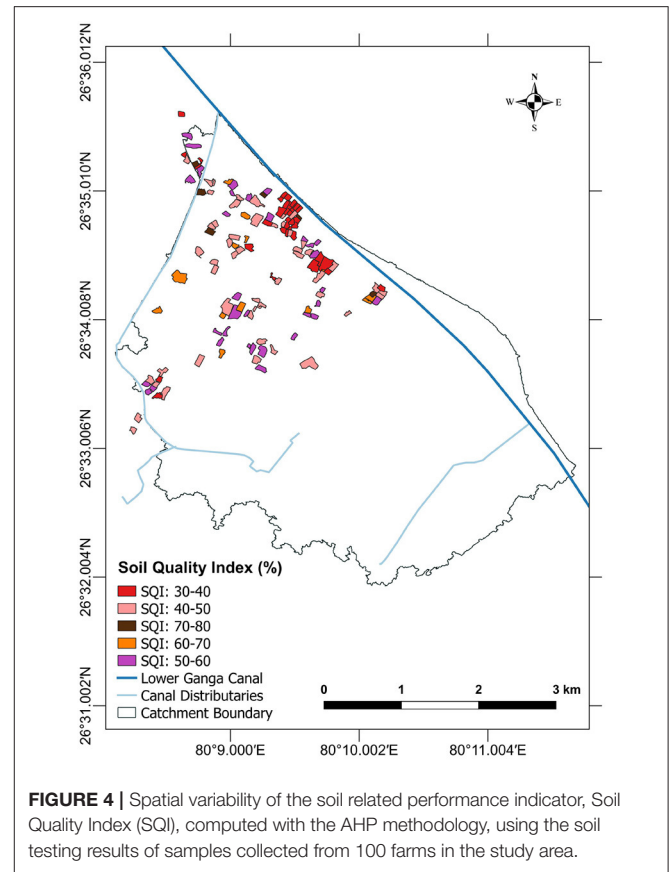 26°36.012'N
26°35.010'N
26°34.008'N
26°33.006'N
26°32.004'N
26°31.002'N
N
W E
S
Soil Quality Index (%)
SQI: 30-40
SQI: 40-50
SQI: 70-80
SQI: 60-70
SQI: 50-60
Lower Ganga Canal
Canal Distributaries
Catchment Boundary
0 1 2 3 km
80°9.000'E 80°10.002'E 80°11.004'E
FIGURE 4 | Spatial variability of the soil related performance indicator, Soil
Quality Index (SQI), computed with the AHP methodology, using the soil
testing results of samples collected from 100 farms in the study area.